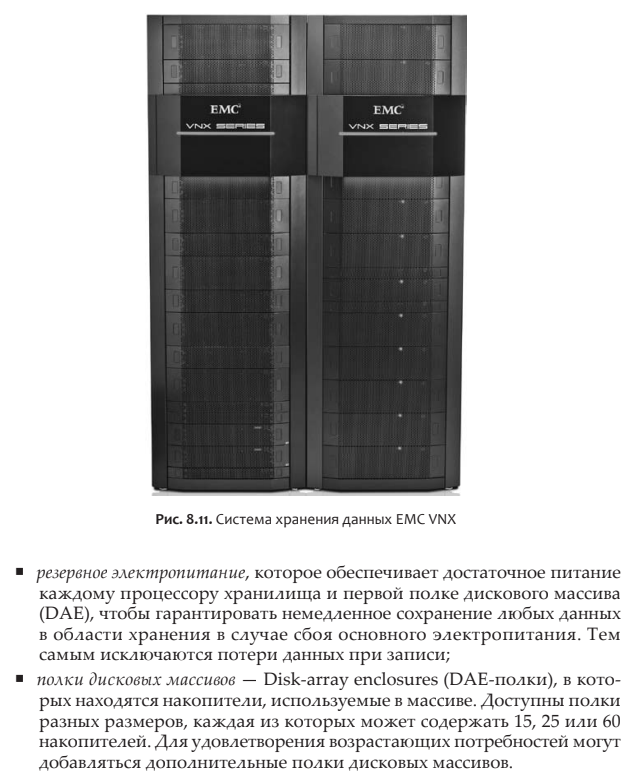 EMC²
VNX SERIES
EMC²
VNX SERIES
Рис. 8.11. Система хранения данных EMC VNX
▪ резервное электропитание, которое обеспечивает достаточное питание
каждому процессору хранилища и первой полке дискового массива
(DAE), чтобы гарантировать немедленное сохранение любых данных
в области хранения в случае сбоя основного электропитания. Тем
самым исключаются потери данных при записи;
▪ полки дисковых массивов — Disk-array enclosures (DAE-полки), в кото-
рых находятся накопители, используемые в массиве. Доступны полки
разных размеров, каждая из которых может содержать 15, 25 или 60
накопителей. Для удовлетворения возрастающих потребностей могут
добавляться дополнительные полки дисковых массивов.